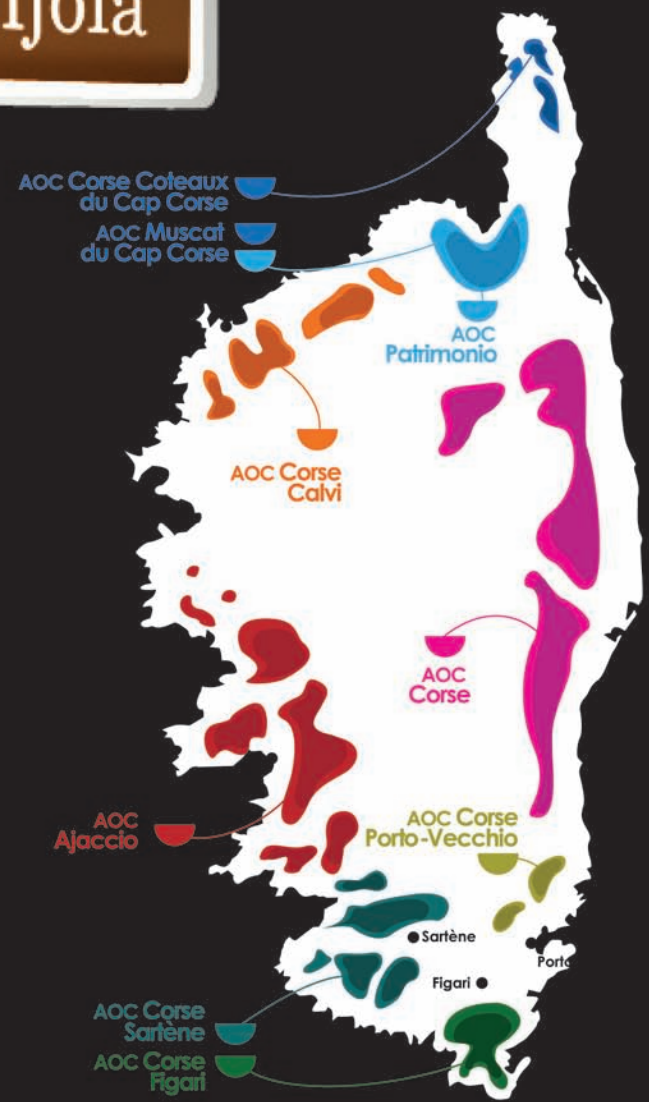 AOC Corse Coteaux
du Cap Corse
AOC Muscat
du Cap Corse
AOC
Patrimonio
AOC Corse
Calvi
AOC
Corse
AOC
Ajaccio
AOC Corse
Porto-Vecchio
Sartène
Figari
AOC Corse
Sartène
AOC Corse
Figari